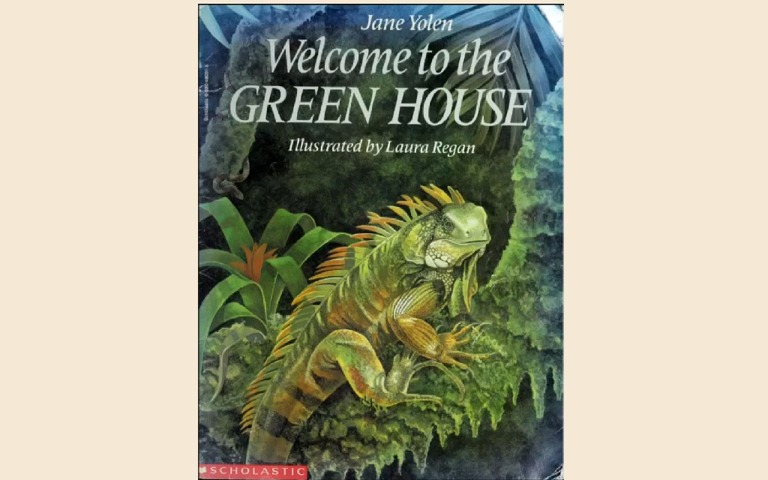 Jane Yolen
Welcome to the
GREEN HOUSE
Illustrated by Laura Regan
SCHOLASTIC